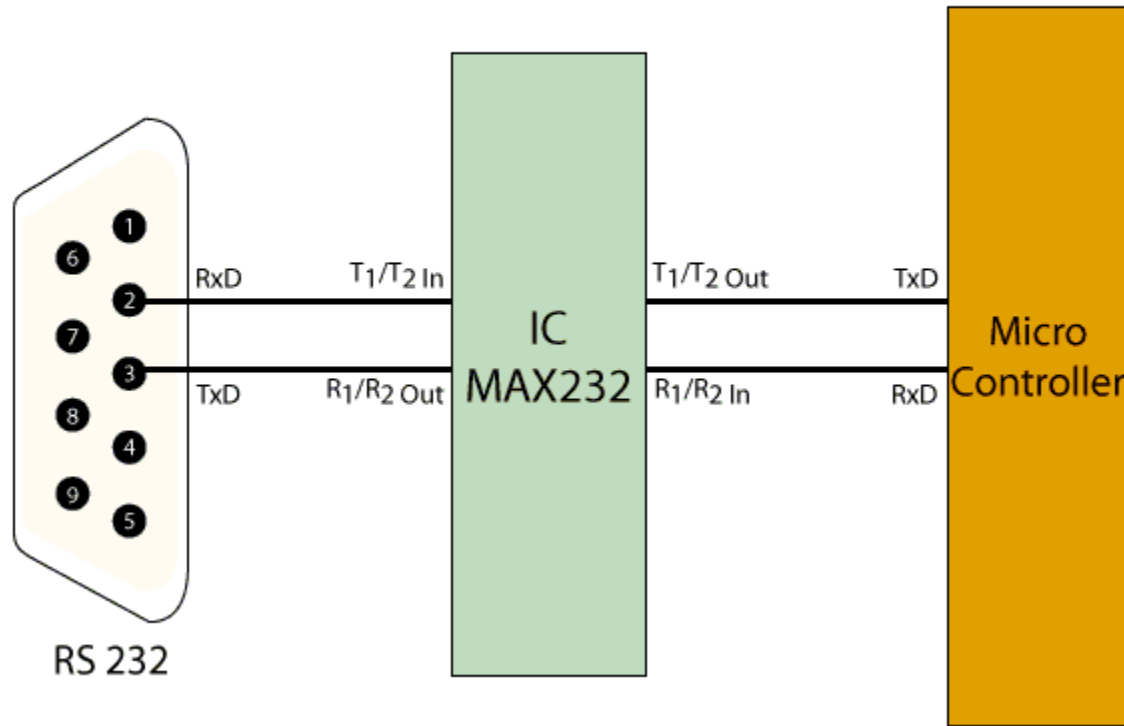 1
6
2
7
3
8
4
9
5
RS 232
RxD
TxD
T1/T2 In
R1/R2 Out
IC
MAX232
T1/T2 Out
R1/R2 In
TxD
RxD
Micro
Controller